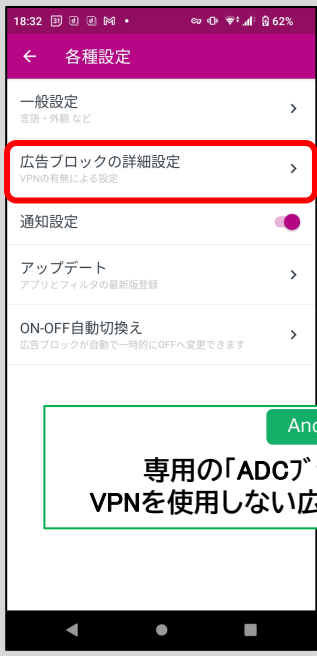 18:32 31 d d M • 62%
← 各種設定
一般設定
言語・外観 など
広告ブロックの詳細設定
VPNの有無による設定
通知設定
アップデート
アプリとフィルタの最新版登録
ON-OFF自動切換え
広告ブロックが自動で一時的にOFFへ変更できます
And
専用の「ADCブ
VPNを使用しない広